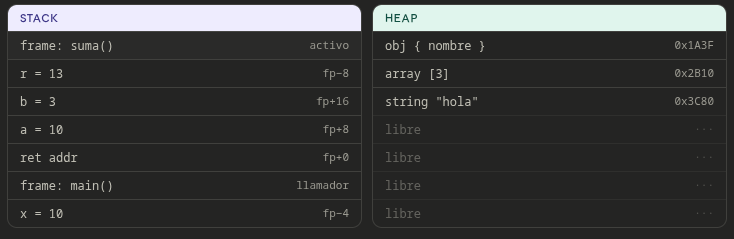 STACK
frame: suma() activo
r = 13 fp−8
b = 3 fp+16
a = 10 fp+8
ret addr fp+0
frame: main() llamador
x = 10 fp−4
HEAP
obj { nombre } 0x1A3F
array [3] 0x2B10
string "hola" 0x3C80
libre ···
libre ···
libre ···
libre ···